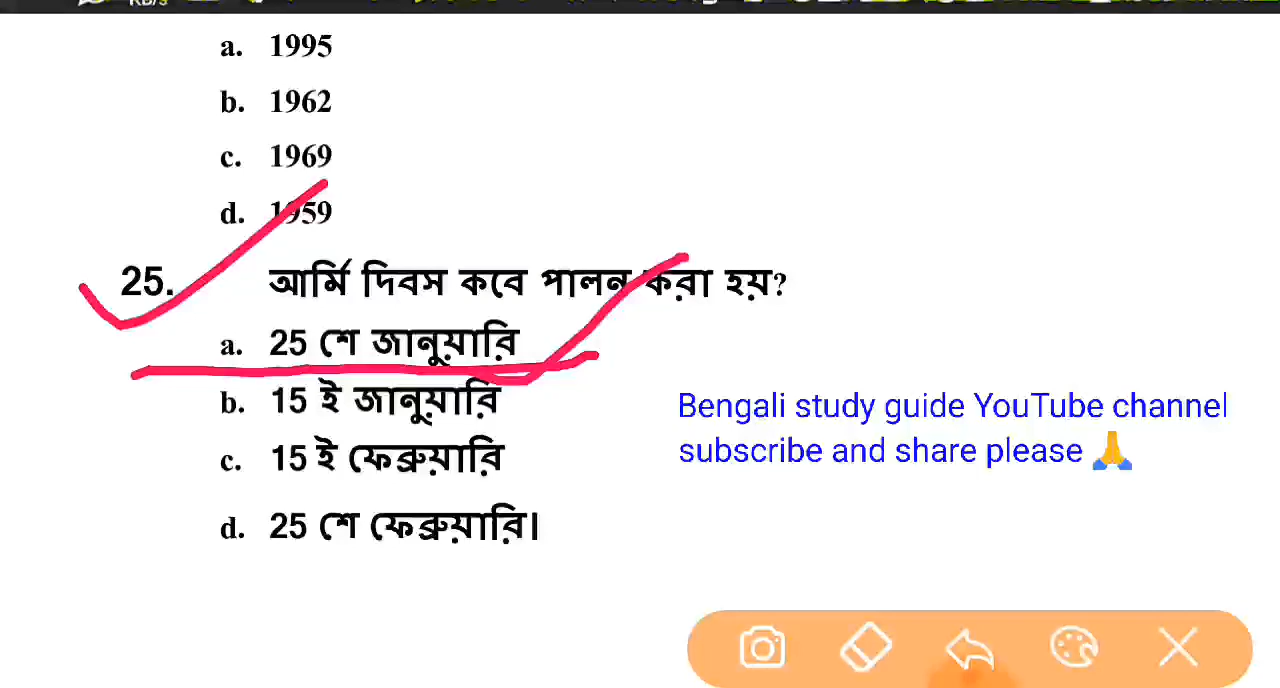 a. 1995
b. 1962
c. 1969
d. 1959
25. আর্মি দিবস কবে পালন করা হয়?
a. 25 শে জানুয়ারি
b. 15 ই জানুয়ারি
c. 15 ই ফেব্রুয়ারি
d. 25 শে ফেব্রুয়ারি।
Bengali study guide YouTube channel
subscribe and share please 🙏